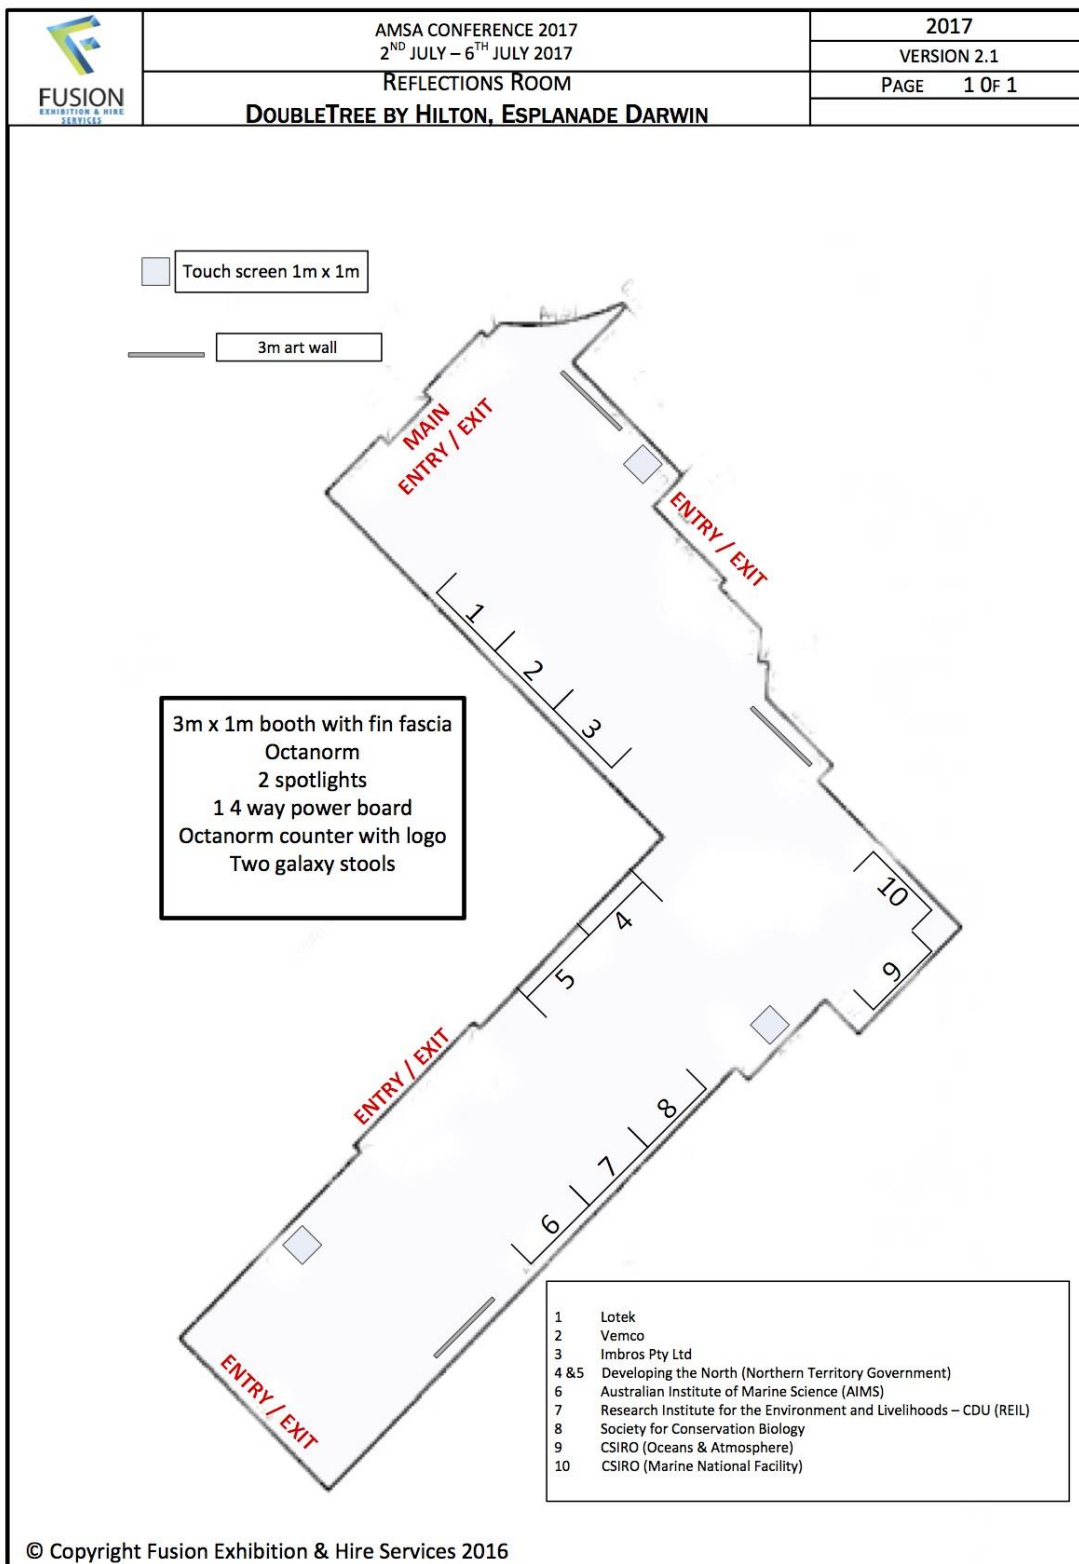 FUSION
EXHIBITION & HIRE
SERVICES
AMSA CONFERENCE 2017
2ND JULY – 6TH JULY 2017
REFLECTIONS ROOM
DOUBLETREE BY HILTON, ESPLANADE DARWIN
2017
VERSION 2.1
PAGE 1 OF 1
Touch screen 1m x 1m
3m art wall
MAIN
ENTRY / EXIT
ENTRY / EXIT
1
2
3
3m x 1m booth with fin fascia
Octanorm
2 spotlights
1 4 way power board
Octanorm counter with logo
Two galaxy stools
10
4
9
5
ENTRY / EXIT
8
7
6
ENTRY / EXIT
1 Lotek
2 Vemco
3 Imbros Pty Ltd
4 &5 Developing the North (Northern Territory Government)
6 Australian Institute of Marine Science (AIMS)
7 Research Institute for the Environment and Livelihoods – CDU (REIL)
8 Society for Conservation Biology
9 CSIRO (Oceans & Atmosphere)
10 CSIRO (Marine National Facility)
© Copyright Fusion Exhibition & Hire Services 2016